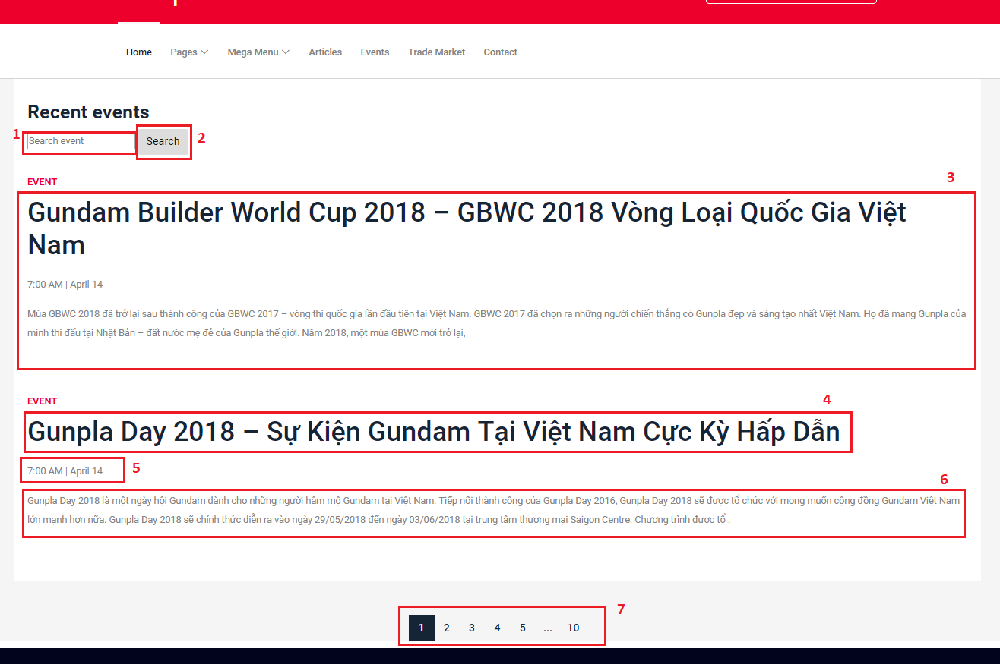 Home Pages Mega Menu Articles Events Trade Market Contact
Recent events
1 Search event Search 2
EVENT 3
Gundam Builder World Cup 2018 – GBWC 2018 Vòng Loại Quốc Gia Việt
Nam
7:00 AM | April 14
Mùa GBWC 2018 đã trở lại sau thành công của GBWC 2017 – vòng thi quốc gia lần đầu tiên tại Việt Nam. GBWC 2017 đã chọn ra những người chiến thắng có Gunpla đẹp và sáng tạo nhất Việt Nam. Họ đã mang Gunpla của
mình thi đấu tại Nhật Bản – đất nước mẹ đẻ của Gunpla thế giới. Năm 2018, một mùa GBWC mới trở lại,
EVENT 4
Gunpla Day 2018 – Sự Kiện Gundam Tại Việt Nam Cực Kỳ Hấp Dẫn
7:00 AM | April 14 5
6
Gunpla Day 2018 là một ngày hội Gundam dành cho những người hâm mộ Gundam tại Việt Nam. Tiếp nối thành công của Gunpla Day 2016, Gunpla Day 2018 sẽ được tổ chức với mong muốn cộng đồng Gundam Việt Nam
lớn mạnh hơn nữa. Gunpla Day 2018 sẽ chính thức diễn ra vào ngày 29/05/2018 đến ngày 03/06/2018 tại trung tâm thương mại Saigon Centre. Chương trình được tổ .
7
1 2 3 4 5 ... 10